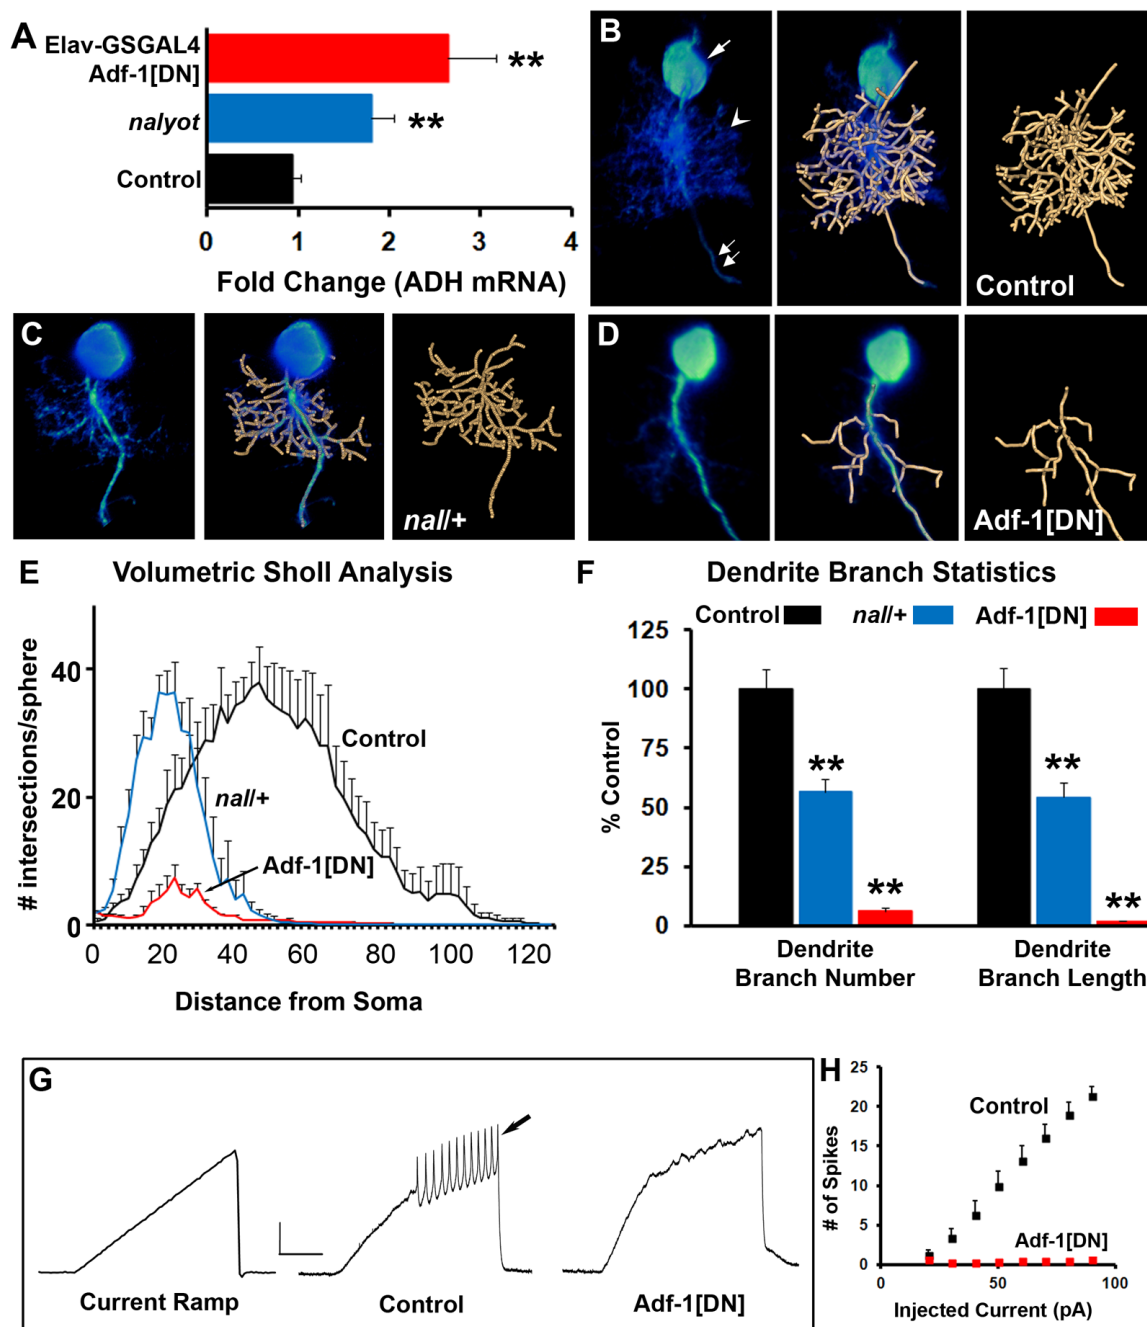 A
Elav-GSGAL4
Adf-1[DN]
**
nalyot
**
Control
0 1 2 3 4
Fold Change (ADH mRNA)
B
Control
C
nal/+
D
Adf-1[DN]
E Volumetric Sholl Analysis
# intersections/sphere
40
20
0
Control
nal/+
Adf-1[DN]
0 20 40 60 80 100 120
Distance from Soma
F Dendrite Branch Statistics
Control nal/+ Adf-1[DN]
% Control
125
100
75
50
25
0
**
**
**
**
Dendrite
Branch Number
Dendrite
Branch Length
G
Current Ramp
Control
Adf-1[DN]
H
# of Spikes
25
20
15
10
5
0
Control
Adf-1[DN]
0 50 100
Injected Current (pA)